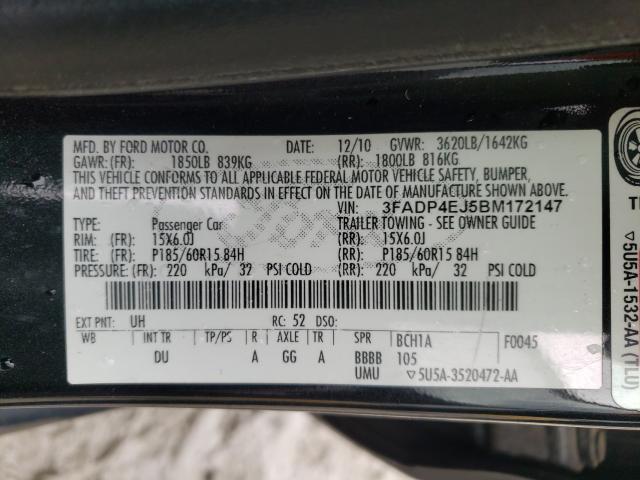 MFD. BY FORD MOTOR CO. DATE: 12/10 GVWR: 3620LB/1642KG
GAWR: (FR): 1850LB 839KG (RR): 1800LB 816KG
THIS VEHICLE CONFORMS TO ALL APPLICABLE FEDERAL MOTOR VEHICLE SAFETY, BUMPER,
AND THEFT PREVENTION STANDARDS IN EFFECT ON THE DATE OF MANUFACTURE SHOWN ABOVE.
VIN: 3FADP4EJ5BM172147
TYPE: Passenger Car TRAILER TOWING - SEE OWNER GUIDE
RIM: (FR): 15X6.0J (RR): 15X6.0J
TIRE: (FR): P185/60R15 84H (RR): P185/60R15 84H
PRESSURE: (FR): 220 kPa/ 32 PSI COLD (RR): 220 kPa/ 32 PSI COLD
EXT PNT: UH RC: 52 DSO:
WB INT TR TP/PS R AXLE TR SPR BCH1A F0045
DU A GG A BBBB 105
UMU ▽5U5A-3520472-AA
Ford
▽5U5A-1532-AA (TLU)